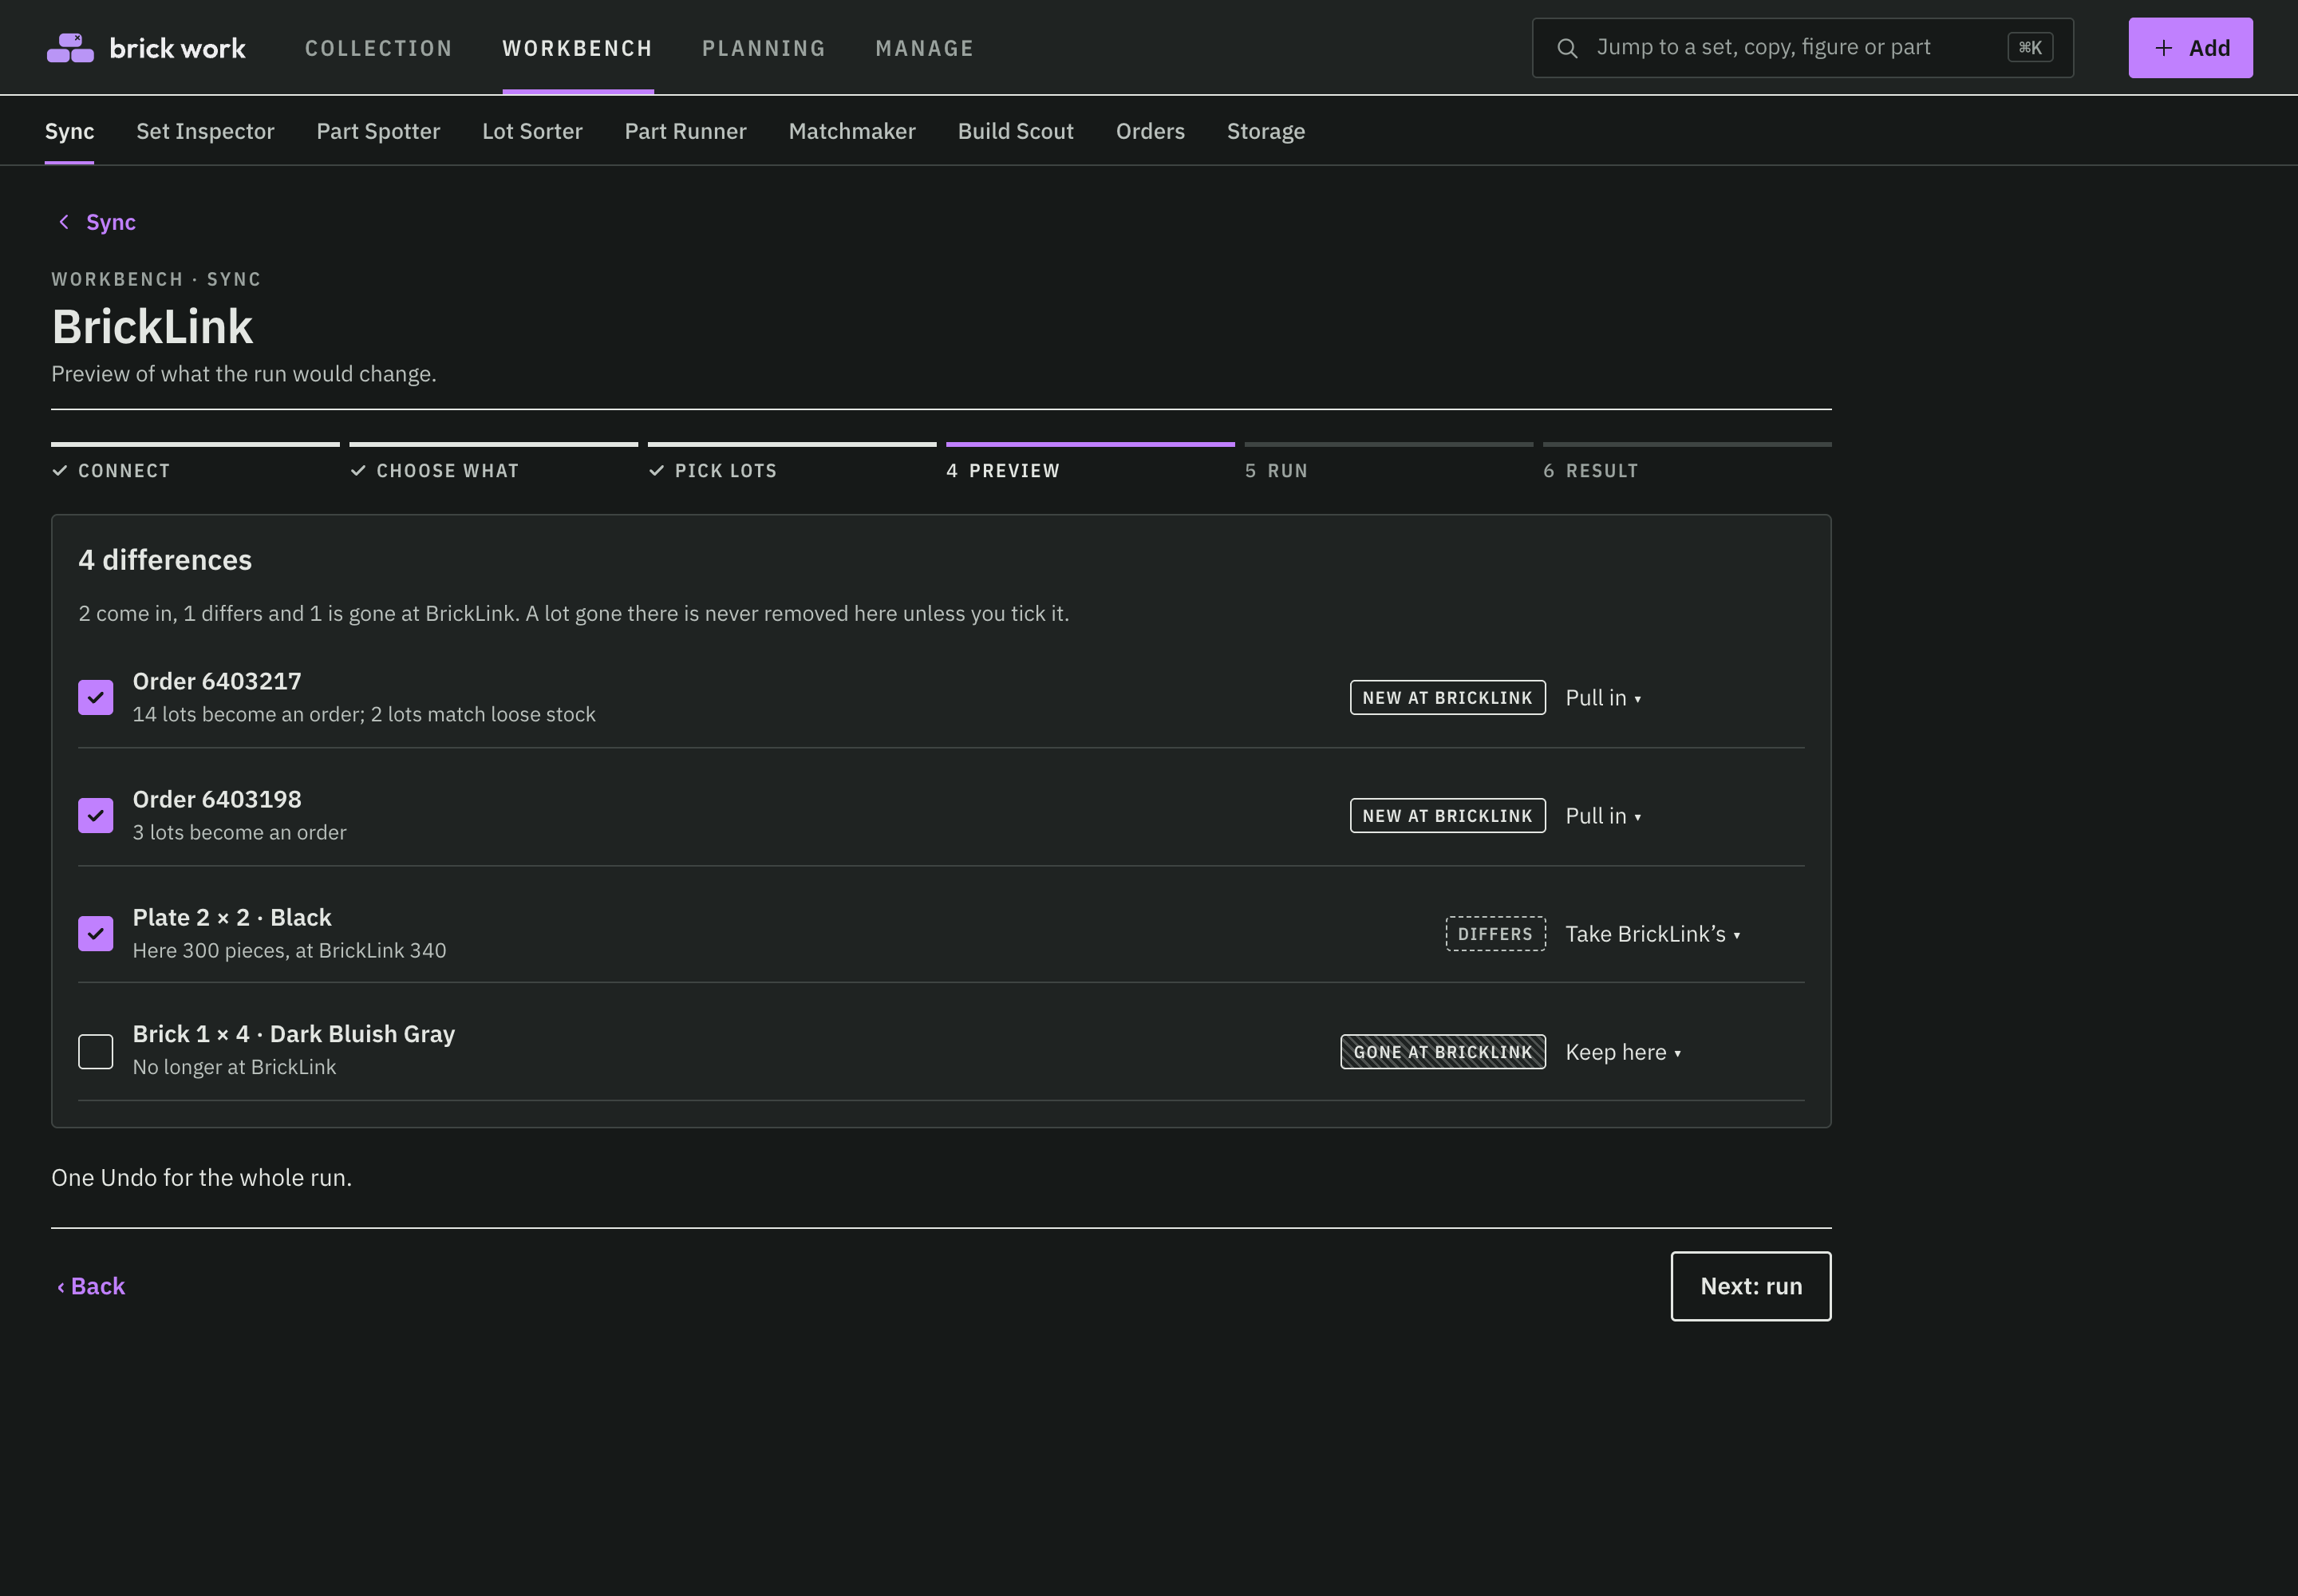 brick work
COLLECTION WORKBENCH PLANNING MANAGE
Jump to a set, copy, figure or part ⌘K
+ Add
Sync Set Inspector Part Spotter Lot Sorter Part Runner Matchmaker Build Scout Orders Storage
‹ Sync
WORKBENCH · SYNC
BrickLink
Preview of what the run would change.
✓ CONNECT ✓ CHOOSE WHAT ✓ PICK LOTS 4 PREVIEW 5 RUN 6 RESULT
4 differences
2 come in, 1 differs and 1 is gone at BrickLink. A lot gone there is never removed here unless you tick it.
Order 6403217
14 lots become an order; 2 lots match loose stock
NEW AT BRICKLINK Pull in ▾
Order 6403198
3 lots become an order
NEW AT BRICKLINK Pull in ▾
Plate 2 × 2 · Black
Here 300 pieces, at BrickLink 340
DIFFERS Take BrickLink’s ▾
Brick 1 × 4 · Dark Bluish Gray
No longer at BrickLink
GONE AT BRICKLINK Keep here ▾
One Undo for the whole run.
‹ Back
Next: run